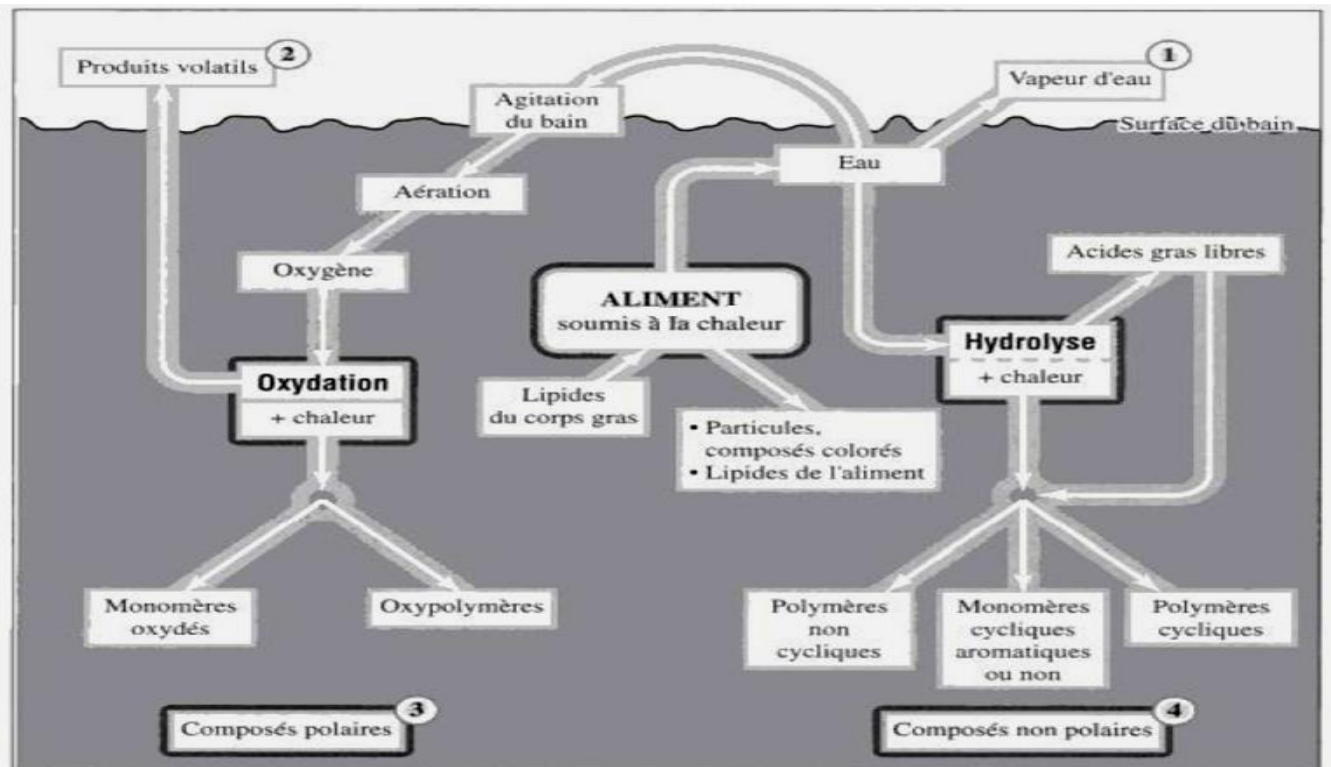 2
Produits volatils
1
Vapeur d'eau
Agitation
du bain
Surface du bain
Eau
Aération
Acides gras libres
Oxygène
ALIMENT
soumis à la chaleur
Hydrolyse
+ chaleur
Oxydation
+ chaleur
Lipides
du corps gras
• Particules,
composés colorés
• Lipides de l'aliment
Monomères
oxydés
Oxypolymères
Polymères
non
cycliques
Monomères
cycliques
aromatiques
ou non
Polymères
cycliques
3
Composés polaires
4
Composés non polaires